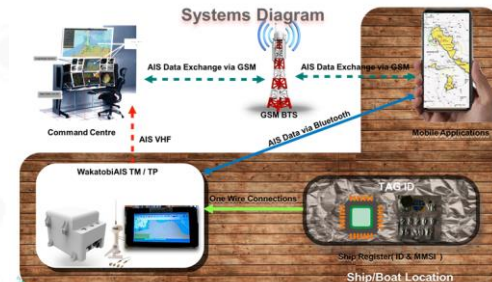 Systems Diagram
AIS Data Exchange via GSM
AIS Data Exchange via GSM
GSM BTS
Command Centre
Mobile Applications
AIS VHF
AIS Data via Bluetooth
WakatobiAIS TM / TP
TAG ID
One Wire Connections
Ship Register( ID & MMSI )
Ship/Boat Location